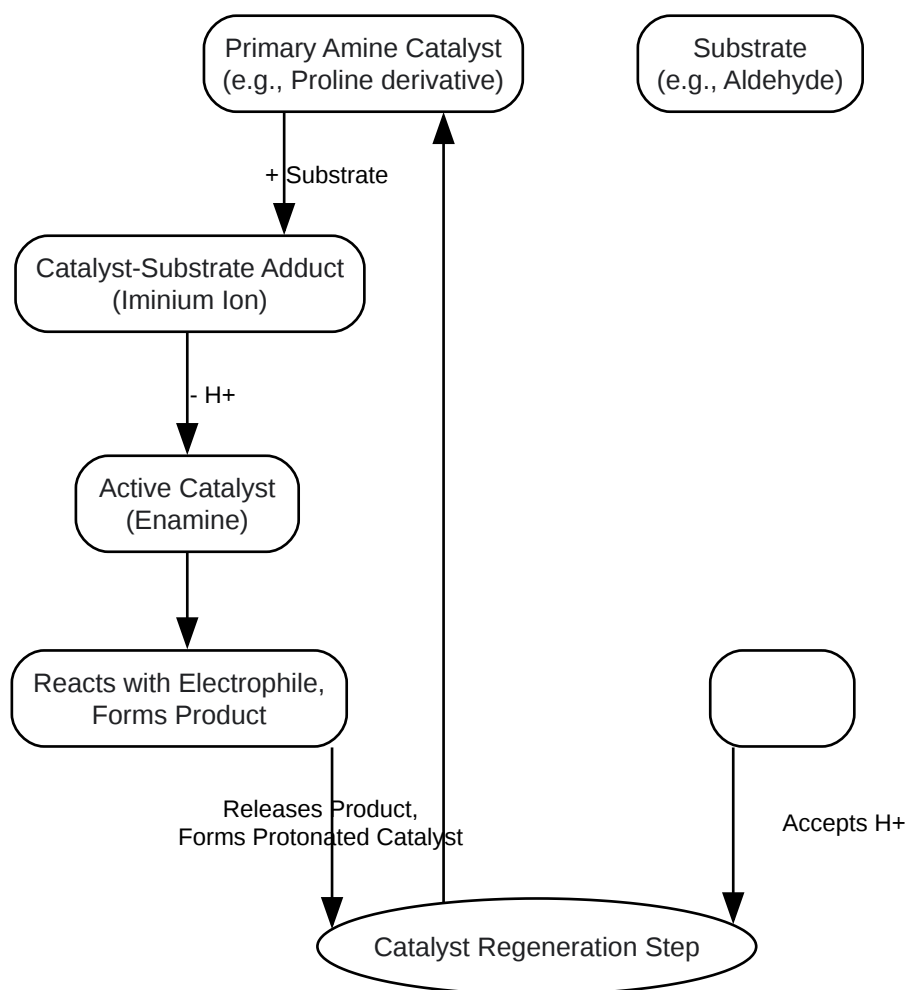 Primary Amine Catalyst
(e.g., Proline derivative)
Substrate
(e.g., Aldehyde)
+ Substrate
Catalyst-Substrate Adduct
(Iminium Ion)
- H+
Active Catalyst
(Enamine)
Reacts with Electrophile,
Forms Product
Releases Product,
Forms Protonated Catalyst
Accepts H+
Catalyst Regeneration Step